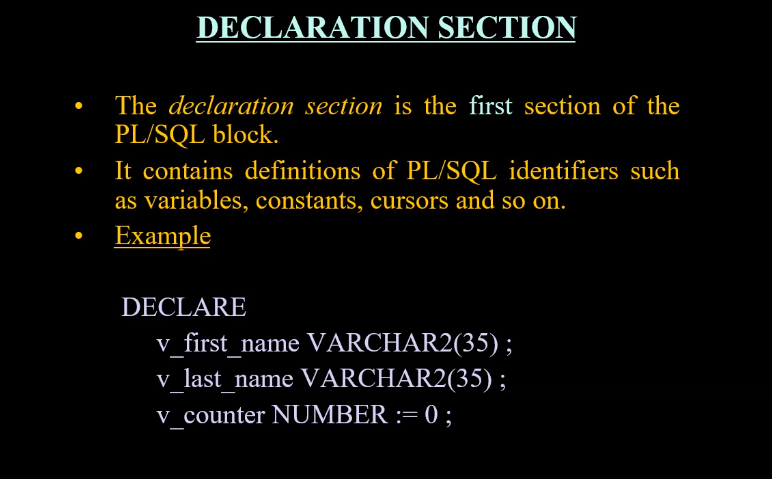 DECLARATION SECTION
• The declaration section is the first section of the
PL/SQL block.
• It contains definitions of PL/SQL identifiers such
as variables, constants, cursors and so on.
• Example
DECLARE
v_first_name VARCHAR2(35) ;
v_last_name VARCHAR2(35) ;
v_counter NUMBER := 0 ;